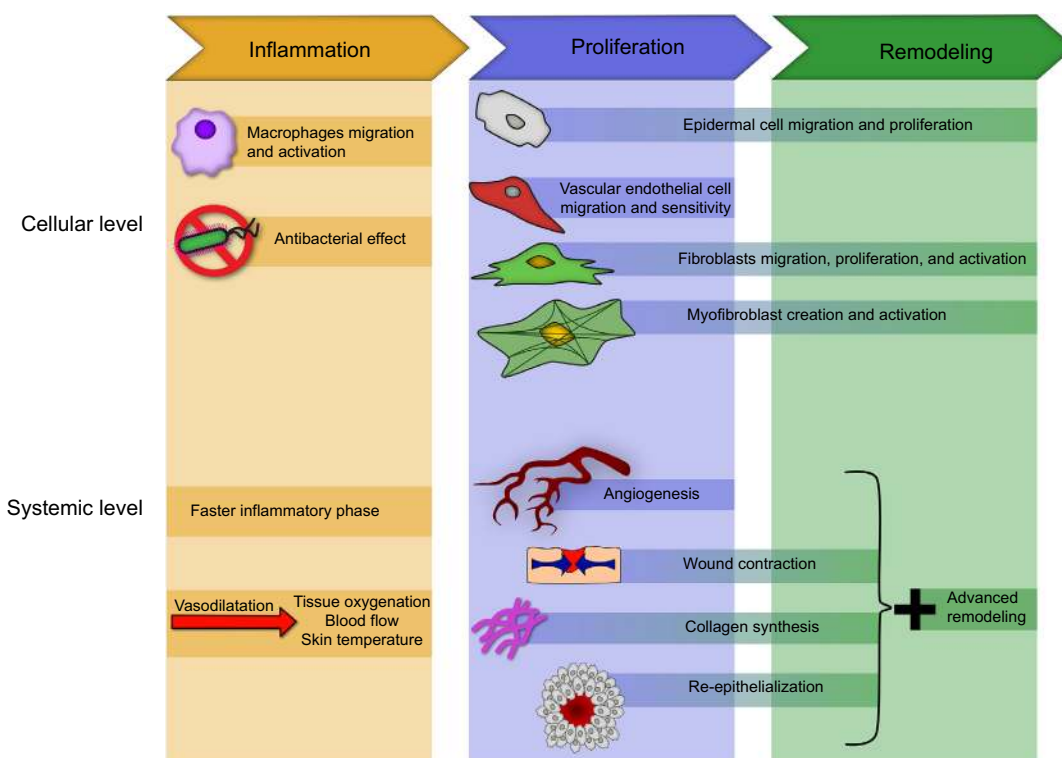 Inflammation
Proliferation
Remodeling
Cellular level
Macrophages migration
and activation
Antibacterial effect
Epidermal cell migration and proliferation
Vascular endothelial cell
migration and sensitivity
Fibroblasts migration, proliferation, and activation
Myofibroblast creation and activation
Systemic level
Faster inflammatory phase
Vasodilatation
Tissue oxygenation
Blood flow
Skin temperature
Angiogenesis
Wound contraction
Collagen synthesis
Re-epithelialization
Advanced
remodeling